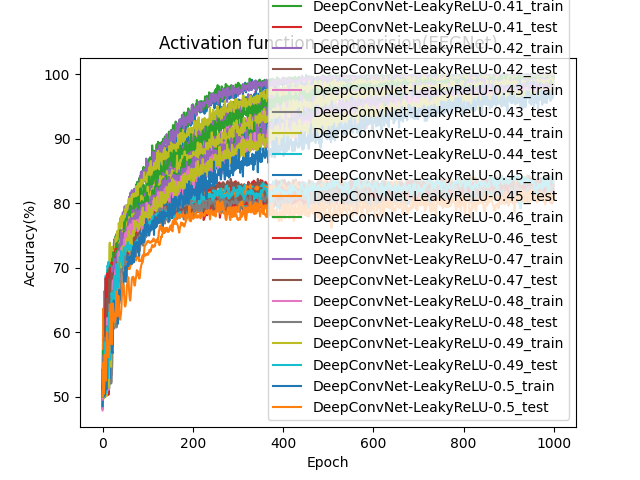 DeepConvNet-LeakyReLU-0.41_train
DeepConvNet-LeakyReLU-0.41_test
Activation function comparision(EEGNet)
DeepConvNet-LeakyReLU-0.42_train
DeepConvNet-LeakyReLU-0.42_test
DeepConvNet-LeakyReLU-0.43_train
DeepConvNet-LeakyReLU-0.43_test
DeepConvNet-LeakyReLU-0.44_train
DeepConvNet-LeakyReLU-0.44_test
DeepConvNet-LeakyReLU-0.45_train
DeepConvNet-LeakyReLU-0.45_test
DeepConvNet-LeakyReLU-0.46_train
DeepConvNet-LeakyReLU-0.46_test
DeepConvNet-LeakyReLU-0.47_train
DeepConvNet-LeakyReLU-0.47_test
DeepConvNet-LeakyReLU-0.48_train
DeepConvNet-LeakyReLU-0.48_test
DeepConvNet-LeakyReLU-0.49_train
DeepConvNet-LeakyReLU-0.49_test
DeepConvNet-LeakyReLU-0.5_train
DeepConvNet-LeakyReLU-0.5_test
Accuracy(%)
100
90
80
70
60
50
0
200
400
600
800
1000
Epoch